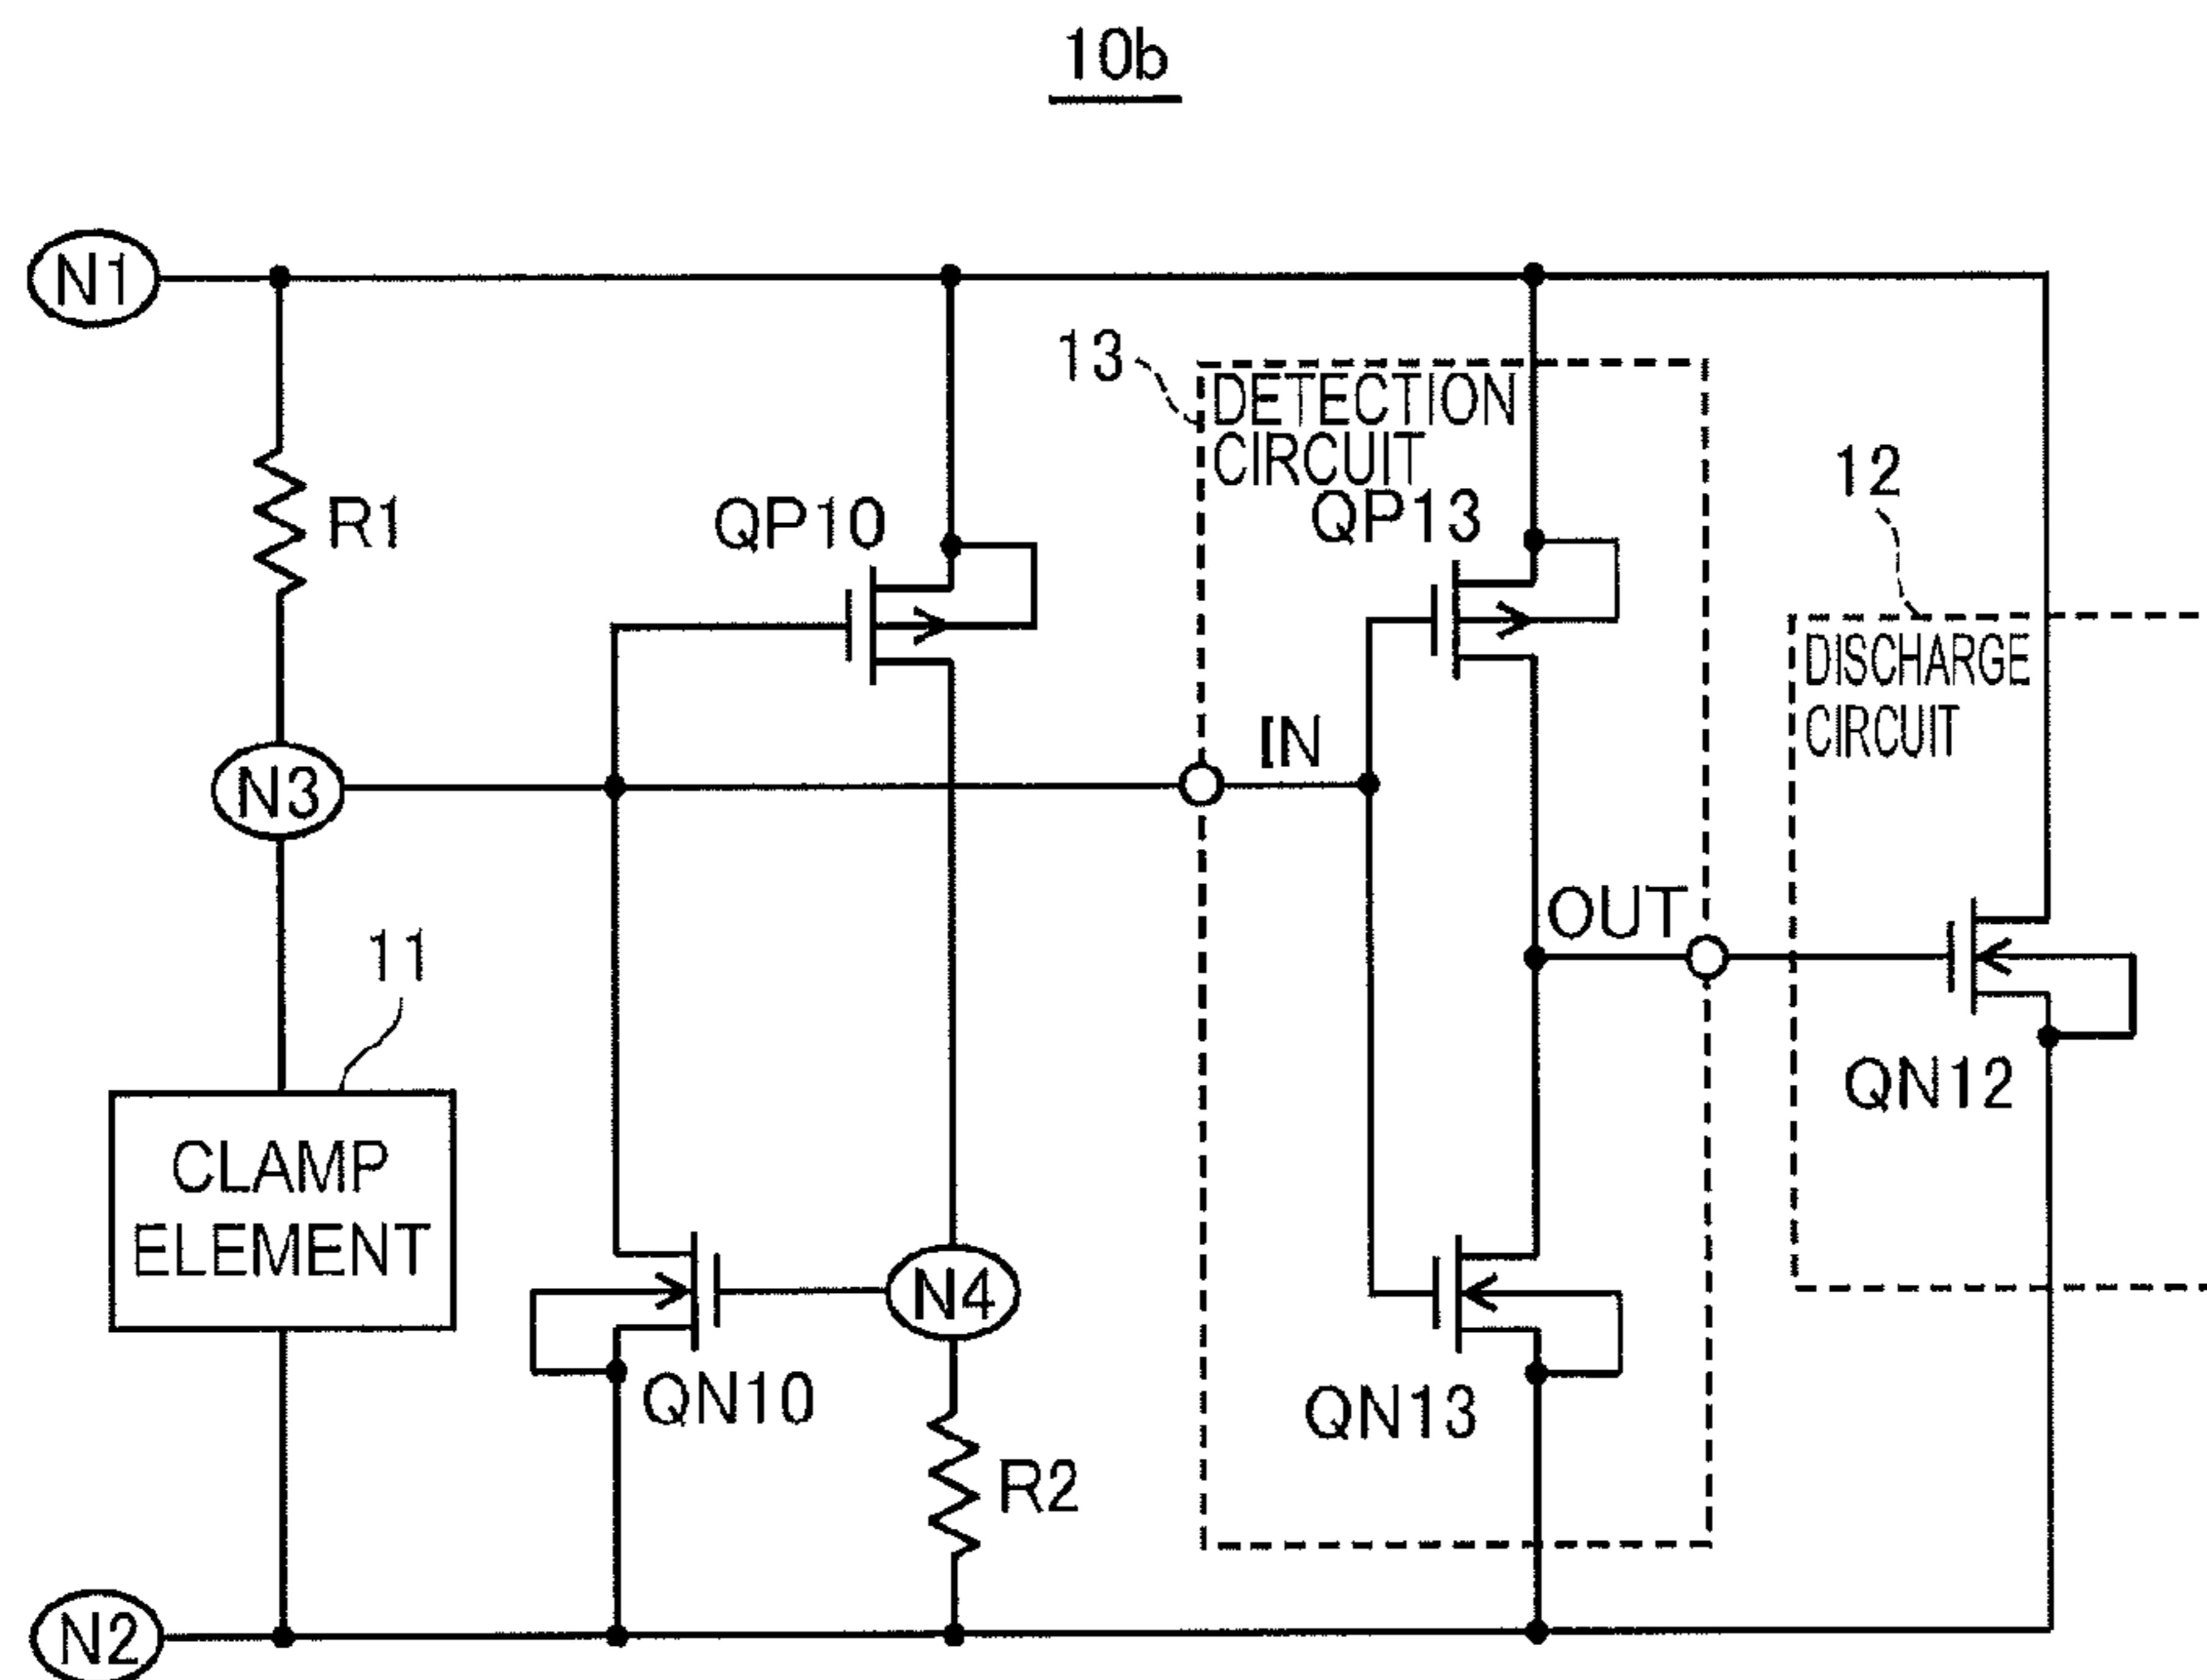 10b
N1
13
DETECTION
CIRCUIT
12
R1
QP10
QP13
DISCHARGE
CIRCUIT
N3
IN
OUT
11
QN12
CLAMP
ELEMENT
N4
QN10
QN13
R2
N2